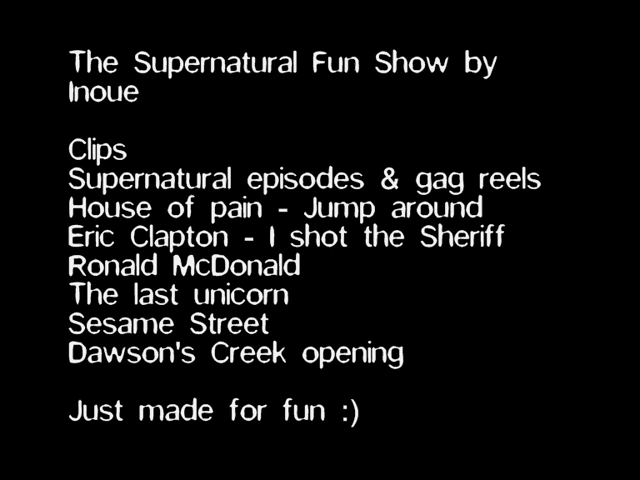 The Supernatural Fun Show by
Inoue
Clips
Supernatural episodes & gag reels
House of pain - Jump around
Eric Clapton - I shot the Sheriff
Ronald McDonald
The last unicorn
Sesame Street
Dawson's Creek opening
Just made for fun :)